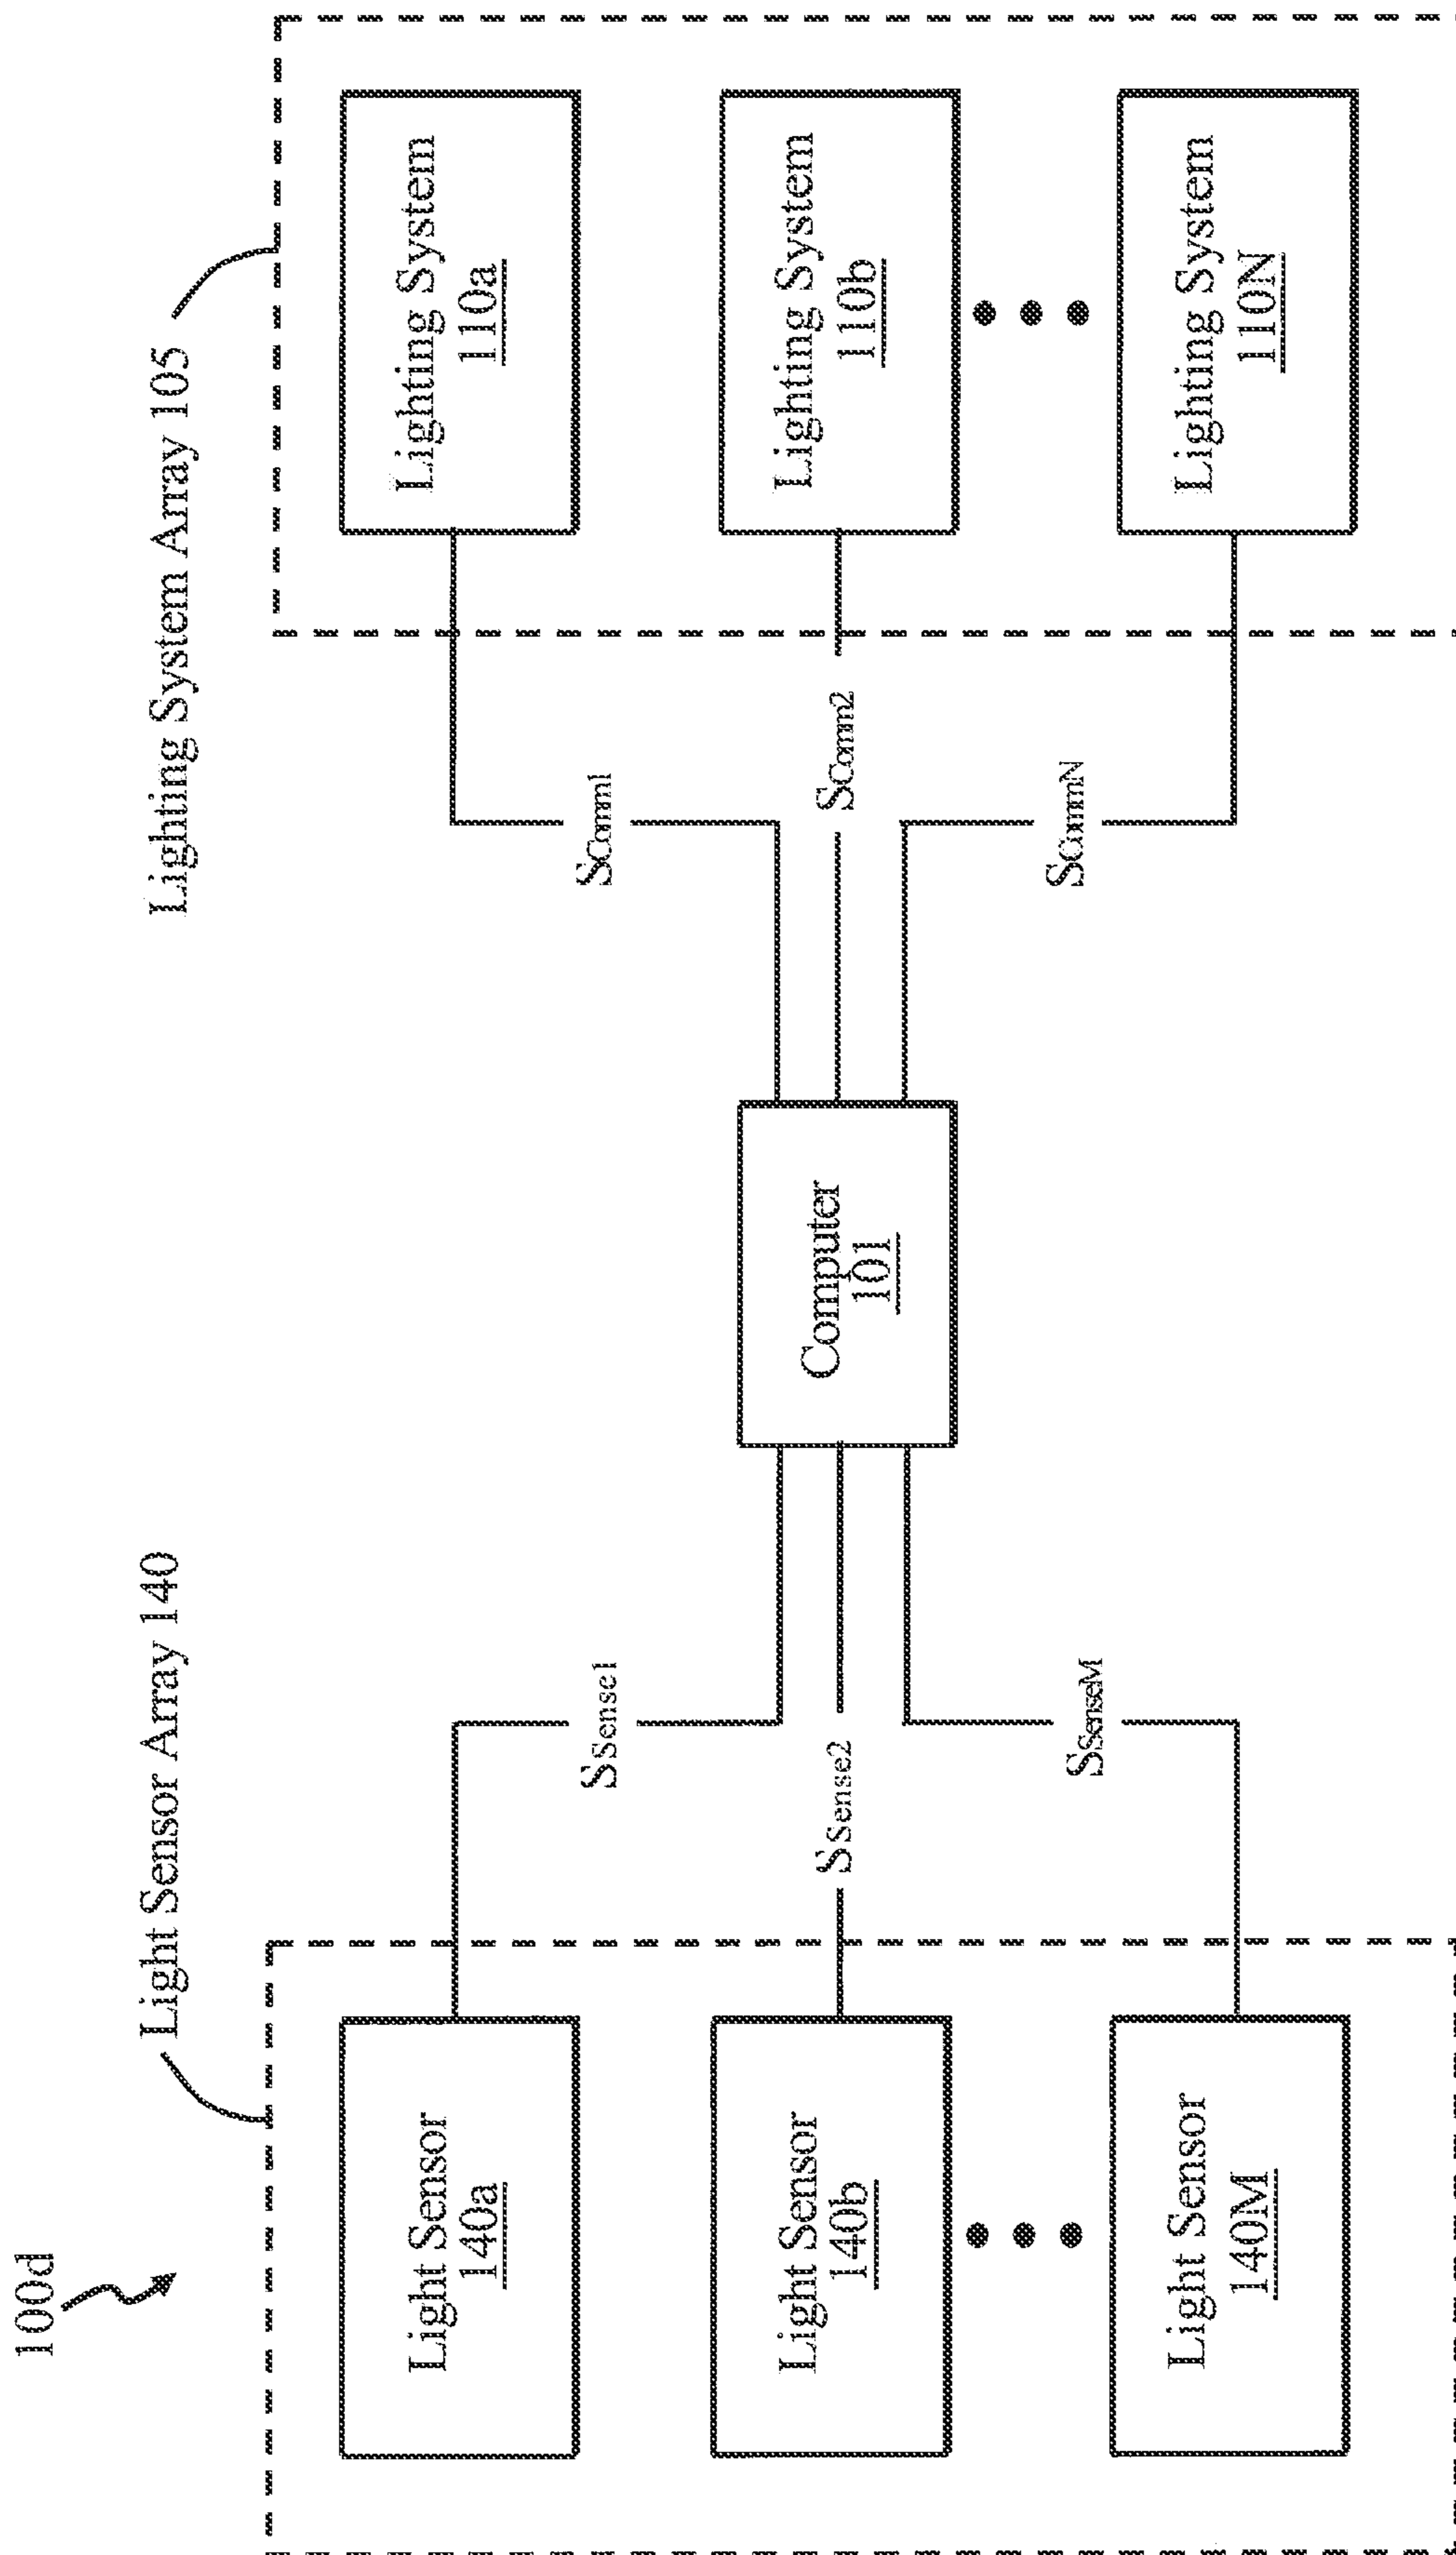 100d
Light Sensor Array 140
Lighting System Array 105
Light Sensor
140a
Light Sensor
140b
Light Sensor
140M
SSense1
SSense2
SSenseM
Computer
101
SComm1
SComm2
SCommN
Lighting System
110a
Lighting System
110b
Lighting System
110N